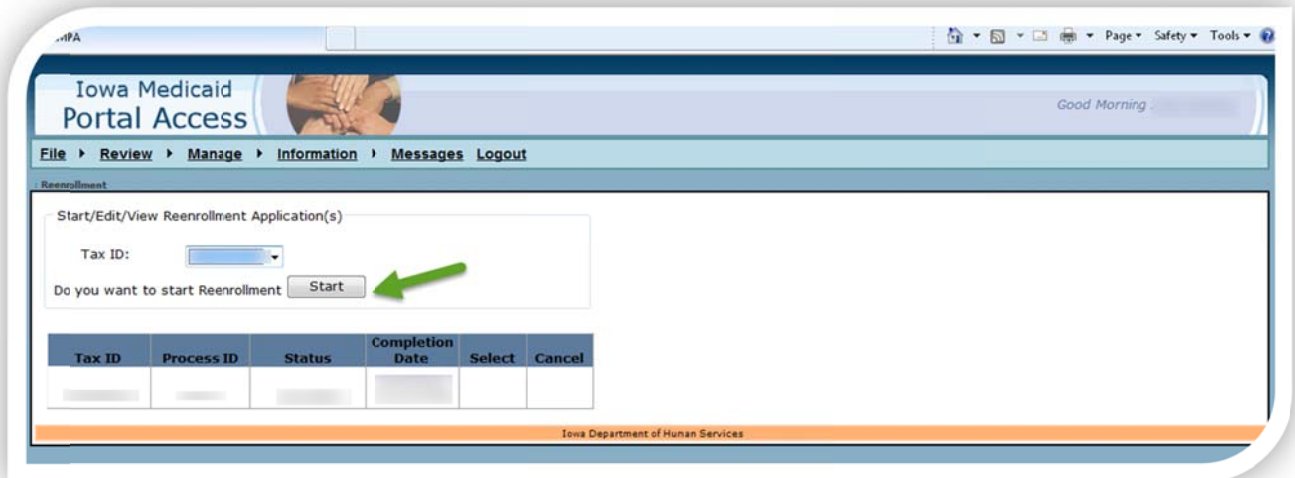 MPA
Page Safety Tools
Iowa Medicaid
Portal Access
Good Morning
File Review Manage Information Messages Logout
Reenrollment
Start/Edit/View Reenrollment Application(s)
Tax ID:
Do you want to start Reenrollment Start
Tax ID Process ID Status Completion Date Select Cancel
Iowa Department of Human Services